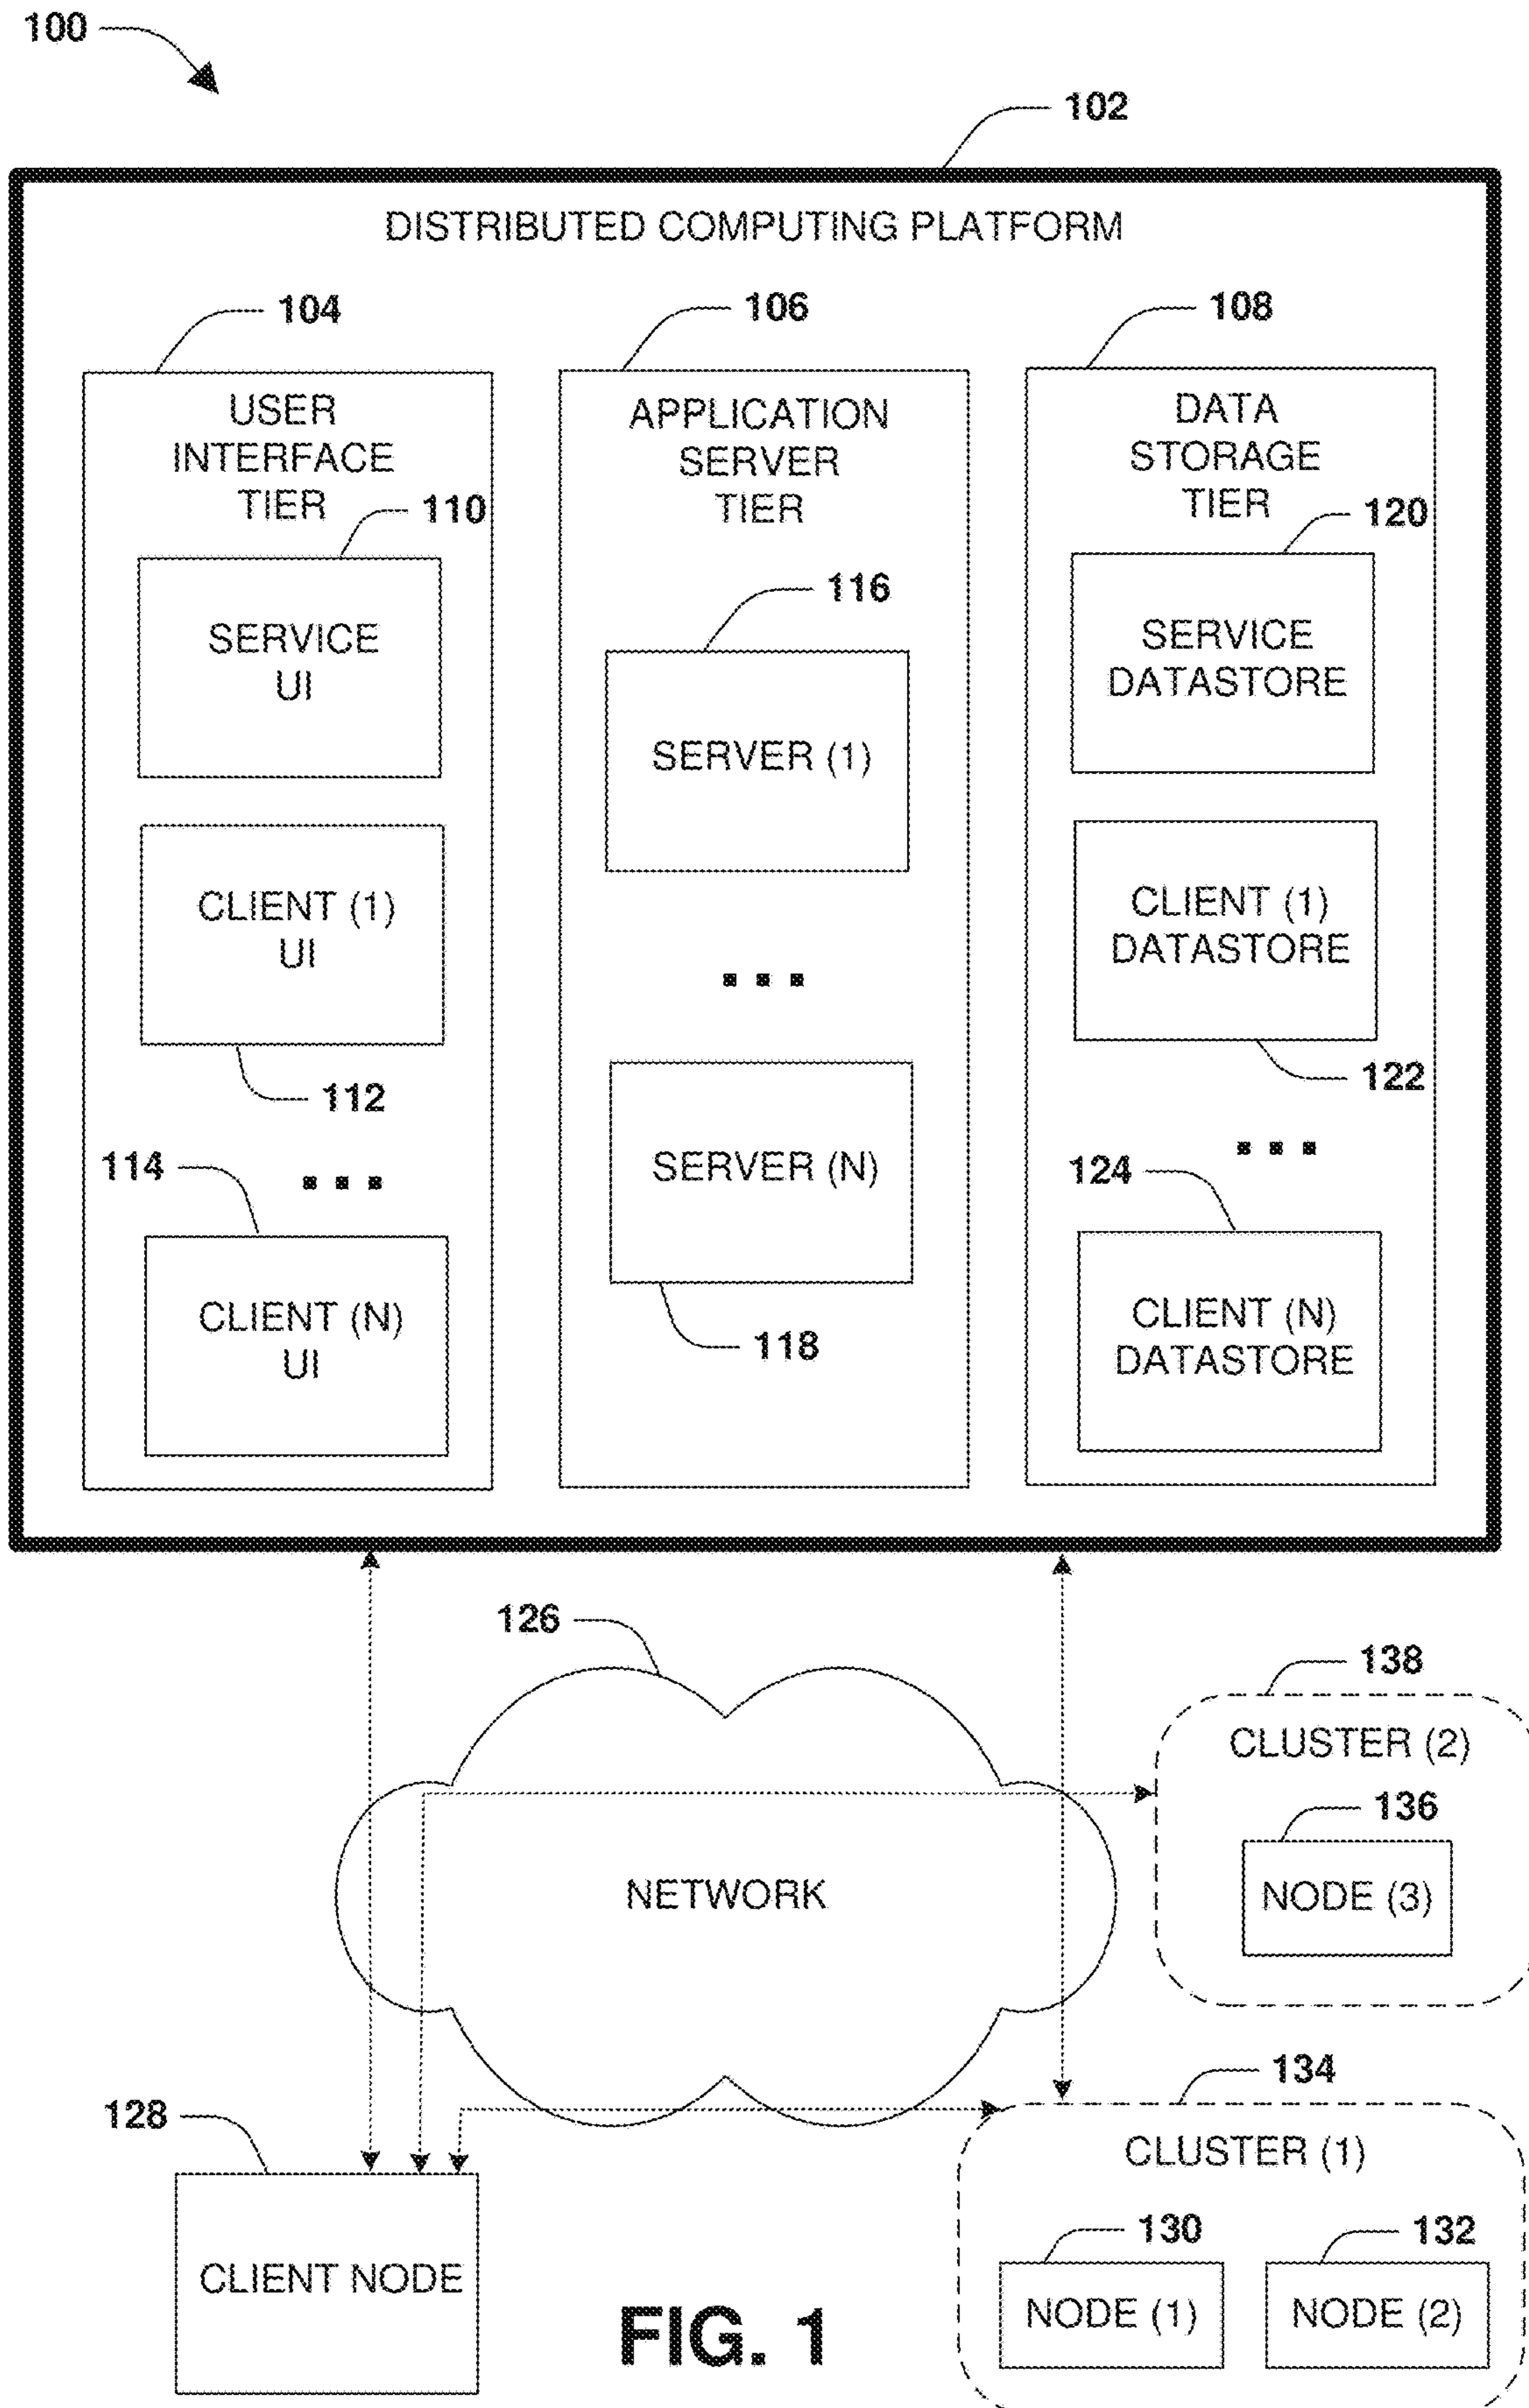 100
102
DISTRIBUTED COMPUTING PLATFORM
104
USER
INTERFACE
TIER
110
SERVICE
UI
CLIENT (1)
UI
112
114
...
CLIENT (N)
UI
106
APPLICATION
SERVER
TIER
116
SERVER (1)
...
SERVER (N)
118
108
DATA
STORAGE
TIER
120
SERVICE
DATASTORE
CLIENT (1)
DATASTORE
122
...
124
CLIENT (N)
DATASTORE
126
NETWORK
138
CLUSTER (2)
136
NODE (3)
128
CLIENT NODE
134
CLUSTER (1)
130
NODE (1)
132
NODE (2)
FIG. 1